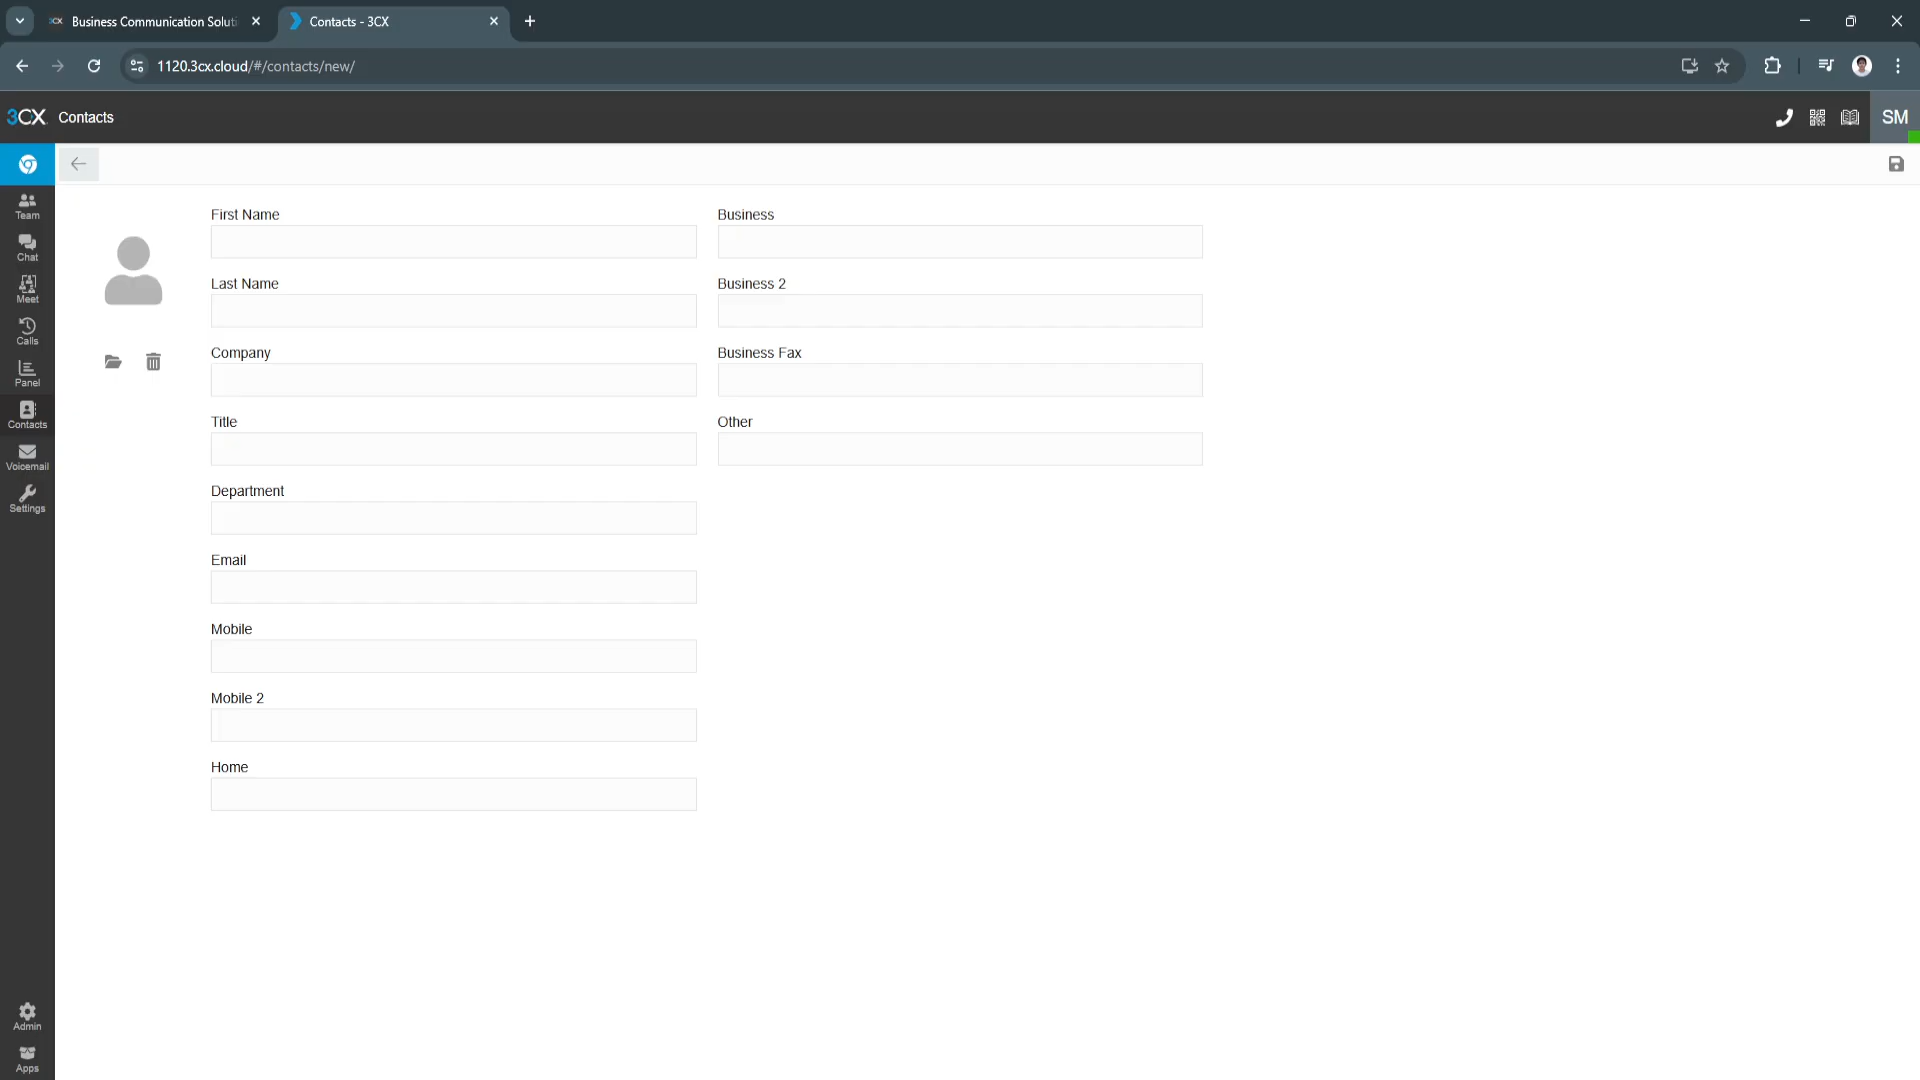 3CX Business Communication Soluti
Contacts - 3CX
1120.3cx.cloud/#/contacts/new/
3CX Contacts
SM
Team
Chat
Meet
Calls
Panel
Contacts
Voicemail
Settings
Admin
Apps
First Name
Last Name
Company
Title
Department
Email
Mobile
Mobile 2
Home
Business
Business 2
Business Fax
Other